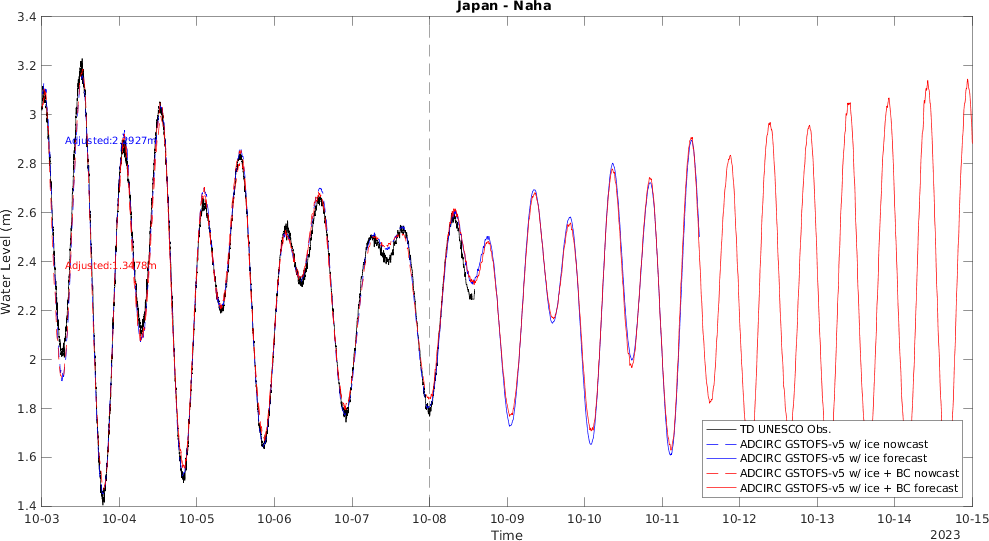 Japan - Naha
Water Level (m)
3.4
3.2
3
2.8
2.6
2.4
2.2
2
1.8
1.6
1.4
Adjusted:2.2927m
Adjusted:1.3478m
TD UNESCO Obs.
ADCIRC GSTOFS-v5 w/ ice nowcast
ADCIRC GSTOFS-v5 w/ ice forecast
ADCIRC GSTOFS-v5 w/ ice + BC nowcast
ADCIRC GSTOFS-v5 w/ ice + BC forecast
10-03 10-04 10-05 10-06 10-07 10-08 10-09 10-10 10-11 10-12 10-13 10-14 10-15
Time
2023